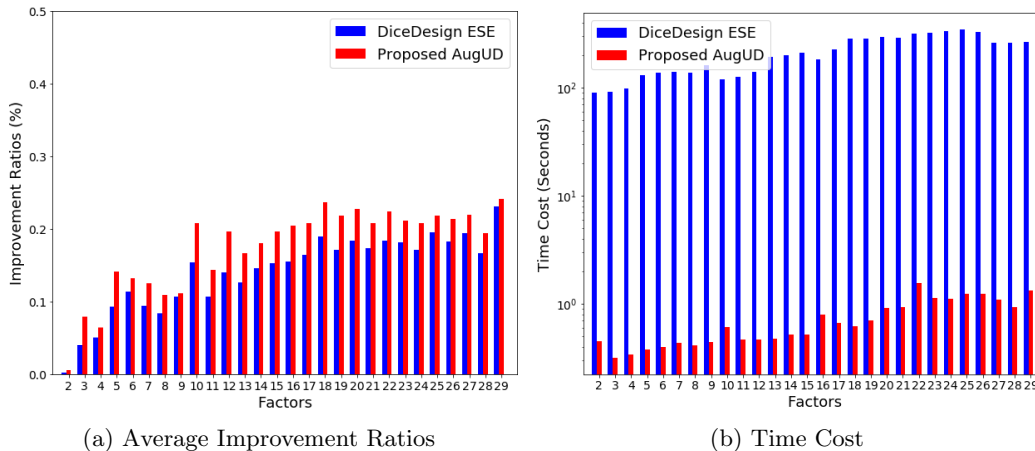 0.5
0.4
0.3
0.2
0.1
0.0
Improvement Ratios (%)
DiceDesign ESE
Proposed AugUD
2 3 4 5 6 7 8 9 10 11 12 13 14 15 16 17 18 19 20 21 22 23 24 25 26 27 28 29
Factors
(a) Average Improvement Ratios
10²
10¹
10⁰
Time Cost (Seconds)
DiceDesign ESE
Proposed AugUD
2 3 4 5 6 7 8 9 10 11 12 13 14 15 16 17 18 19 20 21 22 23 24 25 26 27 28 29
Factors
(b) Time Cost